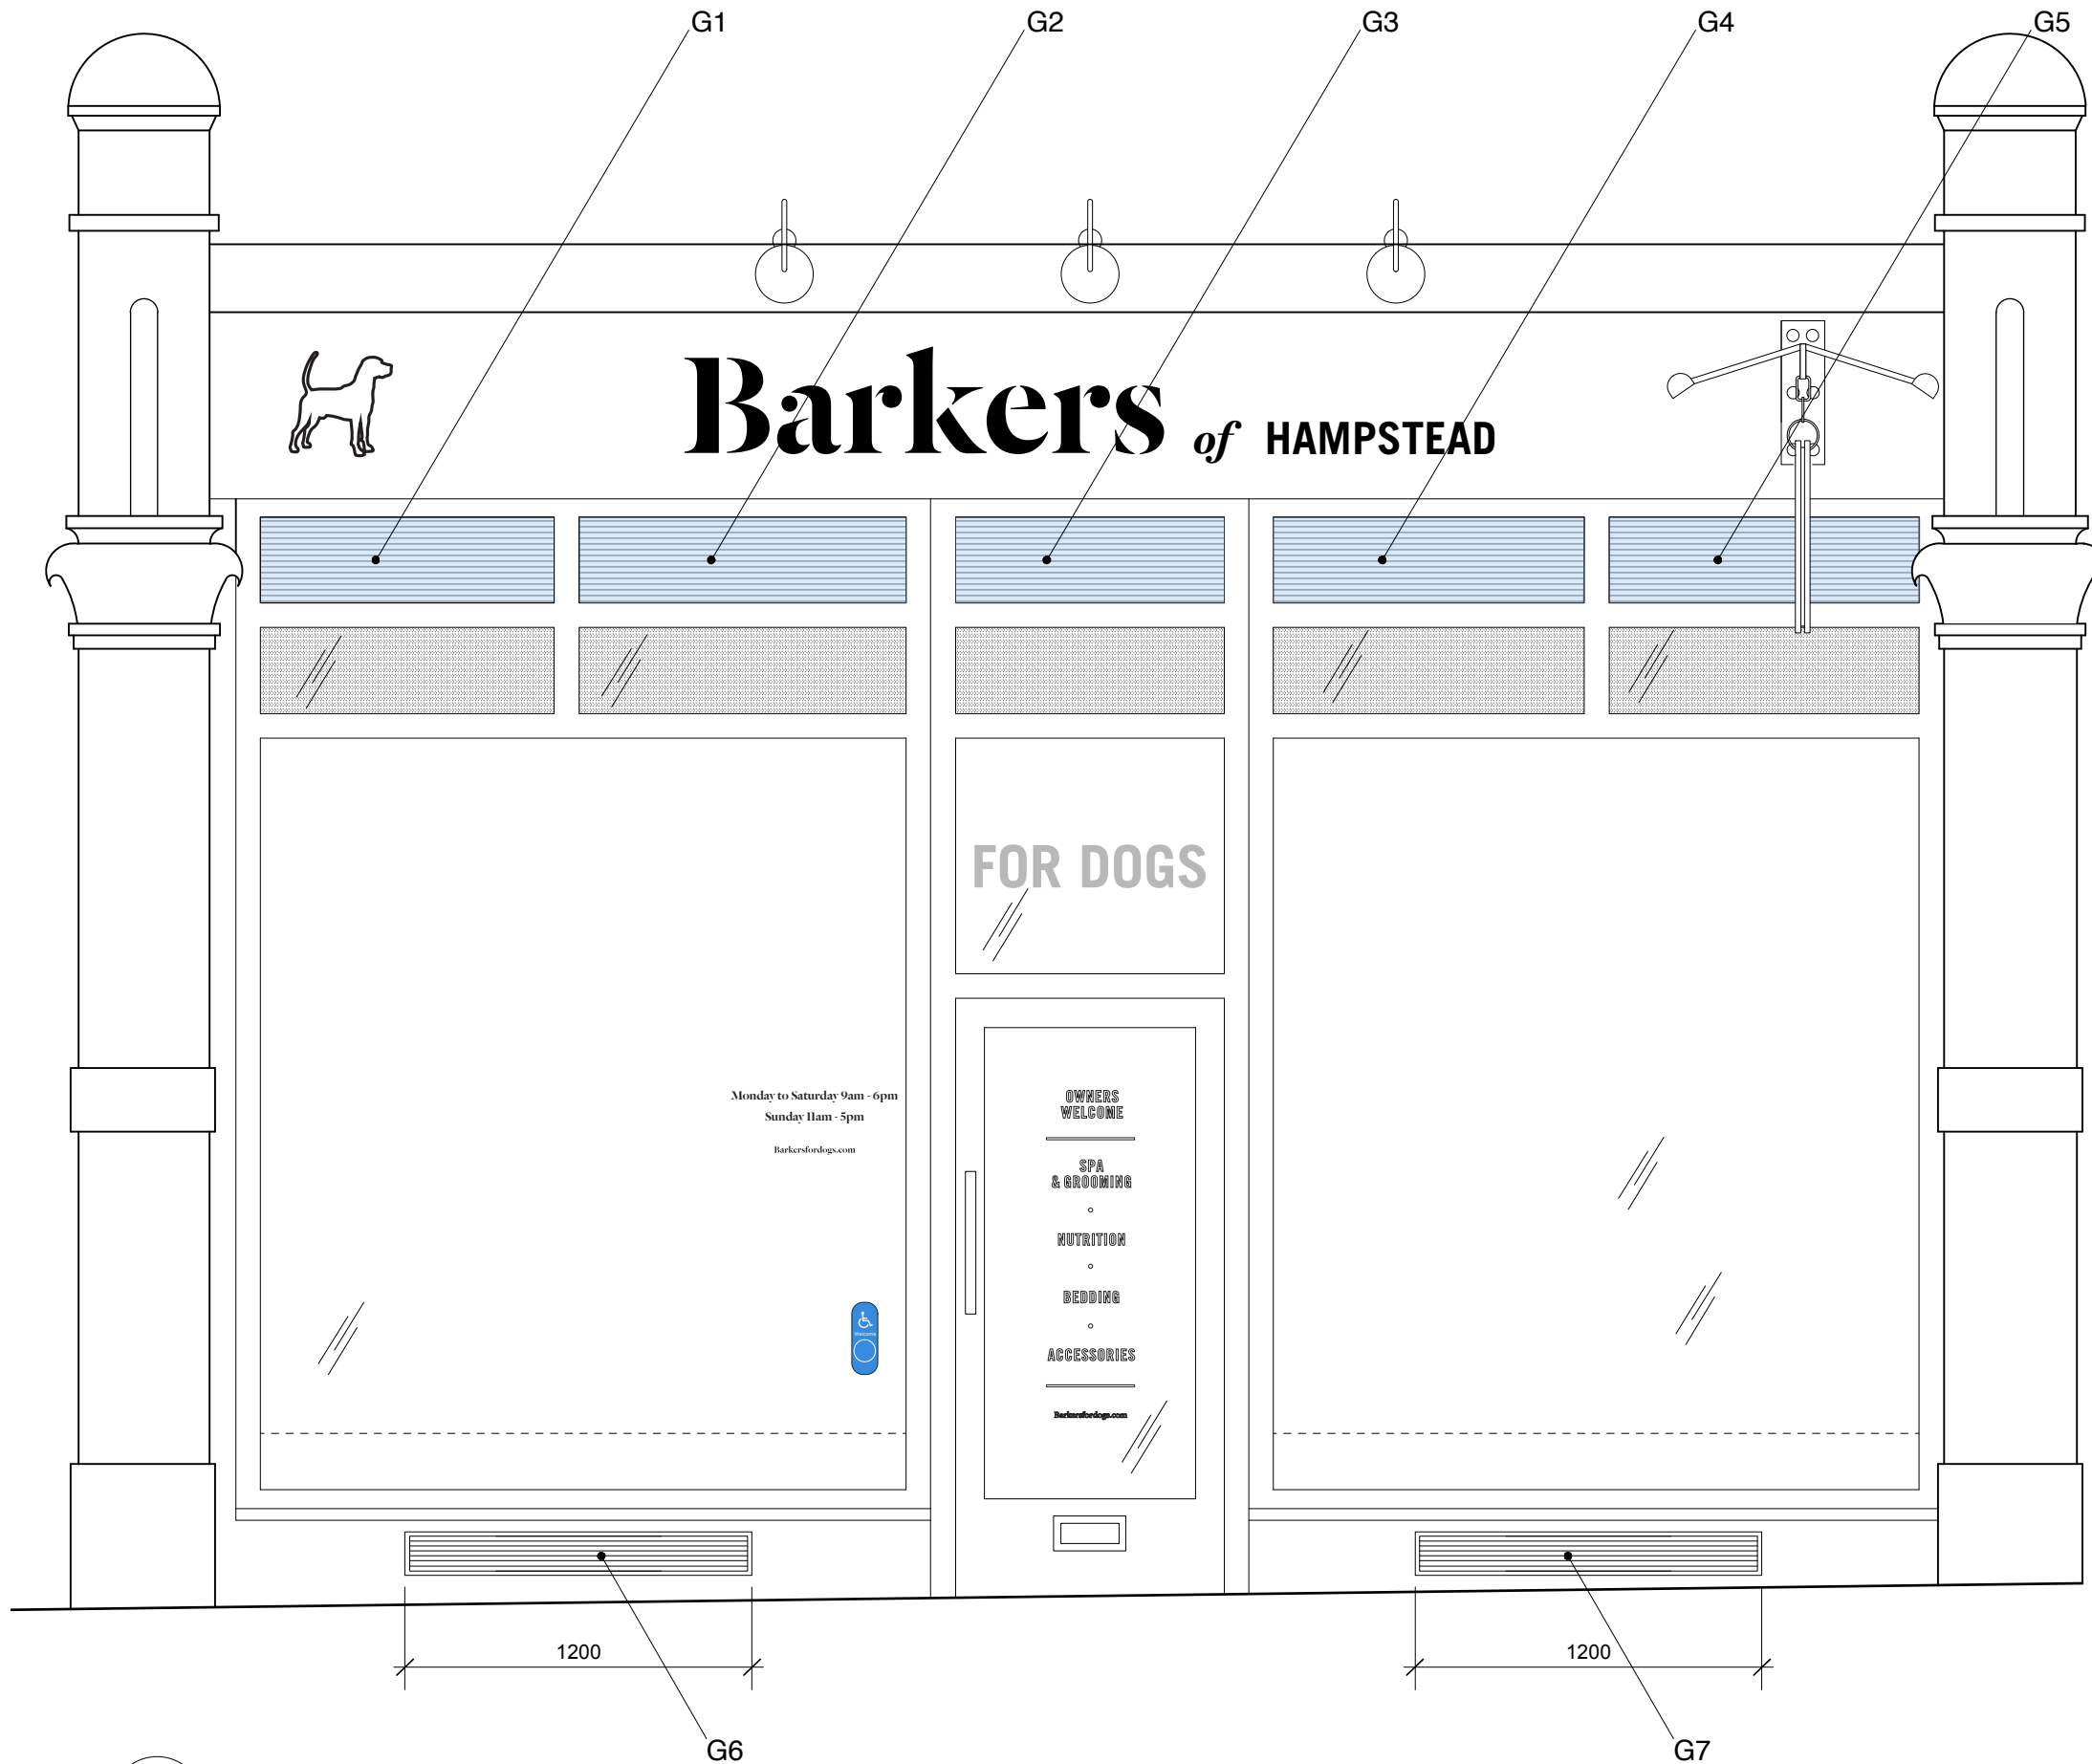 G1 G2 G3 G4 G5
Barkers of HAMPSTEAD
FOR DOGS
Monday to Saturday 9am - 6pm
Sunday 11am - 5pm
Barkersfordogs.com
OWNERS
WELCOME
SPA
& GROOMING
NUTRITION
BEDDING
ACCESSORIES
Barkersfordogs.com
Welcome
1200 1200
G6 G7